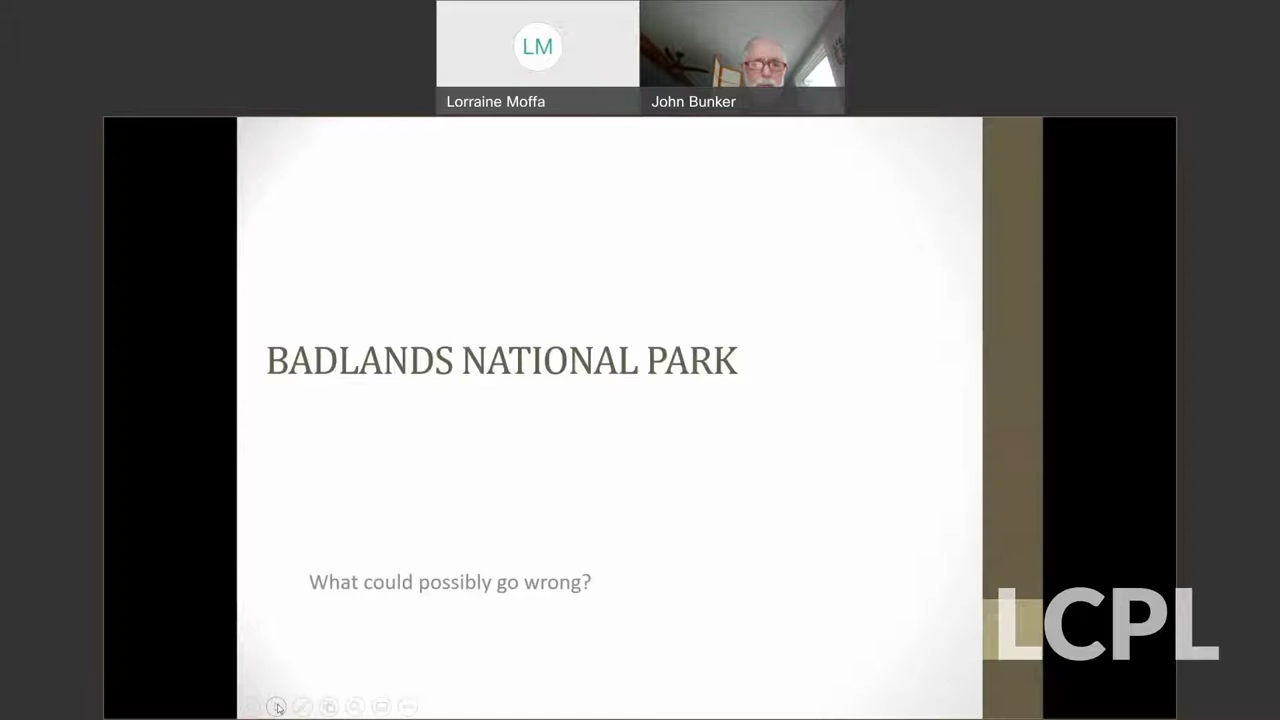 LM
Lorraine Moffa
John Bunker
BADLANDS NATIONAL PARK
What could possibly go wrong?
LCPL